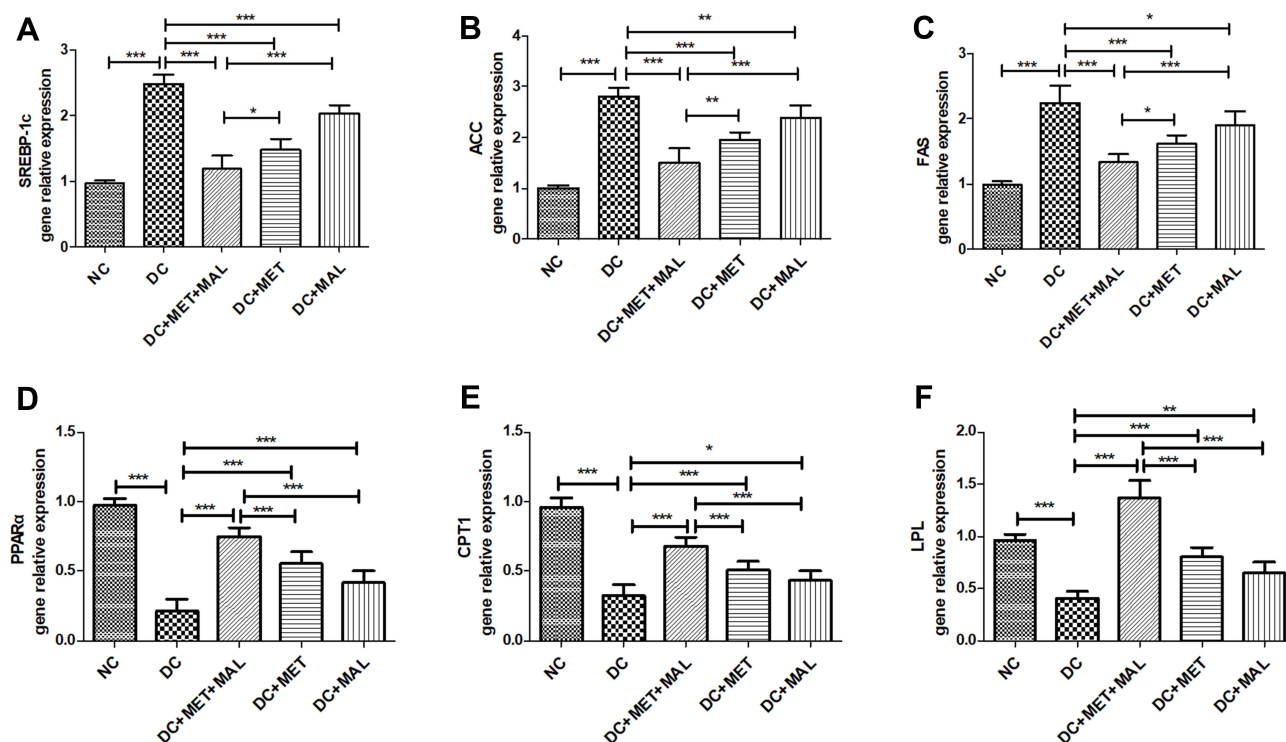 A
SREBP-1c
gene relative expression
3
2
1
0
***
***
***
***
***
***
*
NC
DC
DC+MET+MAL
DC+MET
DC+MAL
B
ACC
gene relative expression
4
3
2
1
0
**
***
***
***
***
**
NC
DC
DC+MET+MAL
DC+MET
DC+MAL
C
FAS
gene relative expression
3
2
1
0
*
***
***
***
***
*
NC
DC
DC+MET+MAL
DC+MET
DC+MAL
D
PPARα
gene relative expression
1.5
1.0
0.5
0.0
***
***
***
***
***
***
NC
DC
DC+MET+MAL
DC+MET
DC+MAL
E
CPT1
gene relative expression
1.5
1.0
0.5
0.0
*
***
***
***
***
***
NC
DC
DC+MET+MAL
DC+MET
DC+MAL
F
LPL
gene relative expression
2.0
1.5
1.0
0.5
0.0
**
***
***
***
***
***
NC
DC
DC+MET+MAL
DC+MET
DC+MAL